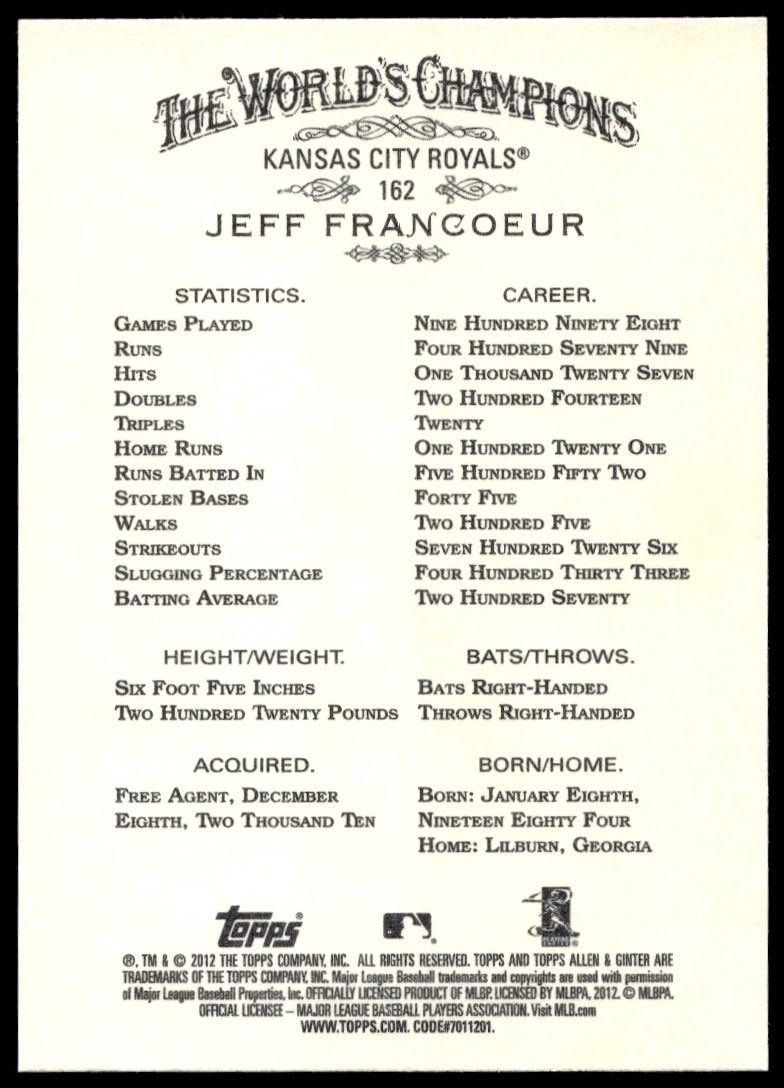 THE WORLD'S CHAMPIONS
KANSAS CITY ROYALS®
162
JEFF FRANCOEUR
STATISTICS. CAREER.
GAMES PLAYED NINE HUNDRED NINETY EIGHT
RUNS FOUR HUNDRED SEVENTY NINE
HITS ONE THOUSAND TWENTY SEVEN
DOUBLES TWO HUNDRED FOURTEEN
TRIPLES TWENTY
HOME RUNS ONE HUNDRED TWENTY ONE
RUNS BATTED IN FIVE HUNDRED FIFTY TWO
STOLEN BASES FORTY FIVE
WALKS TWO HUNDRED FIVE
STRIKEOUTS SEVEN HUNDRED TWENTY SIX
SLUGGING PERCENTAGE FOUR HUNDRED THIRTY THREE
BATTING AVERAGE TWO HUNDRED SEVENTY
HEIGHT/WEIGHT. BATS/THROWS.
SIX FOOT FIVE INCHES BATS RIGHT-HANDED
TWO HUNDRED TWENTY POUNDS THROWS RIGHT-HANDED
ACQUIRED. BORN/HOME.
FREE AGENT, DECEMBER BORN: JANUARY EIGHTH,
EIGHTH, TWO THOUSAND TEN NINETEEN EIGHTY FOUR
HOME: LILBURN, GEORGIA
Topps®
®, TM & © 2012 THE TOPPS COMPANY, INC. ALL RIGHTS RESERVED. TOPPS AND TOPPS ALLEN & GINTER ARE
TRADEMARKS OF THE TOPPS COMPANY, INC. Major League Baseball trademarks and copyrights are used with permission
of Major League Baseball Properties, Inc. OFFICIALLY LICENSED PRODUCT OF MLBP. LICENSED BY MLBPA, 2012. © MLBPA.
OFFICIAL LICENSEE – MAJOR LEAGUE BASEBALL PLAYERS ASSOCIATION. Visit MLB.com
WWW.TOPPS.COM. CODE#7011201.